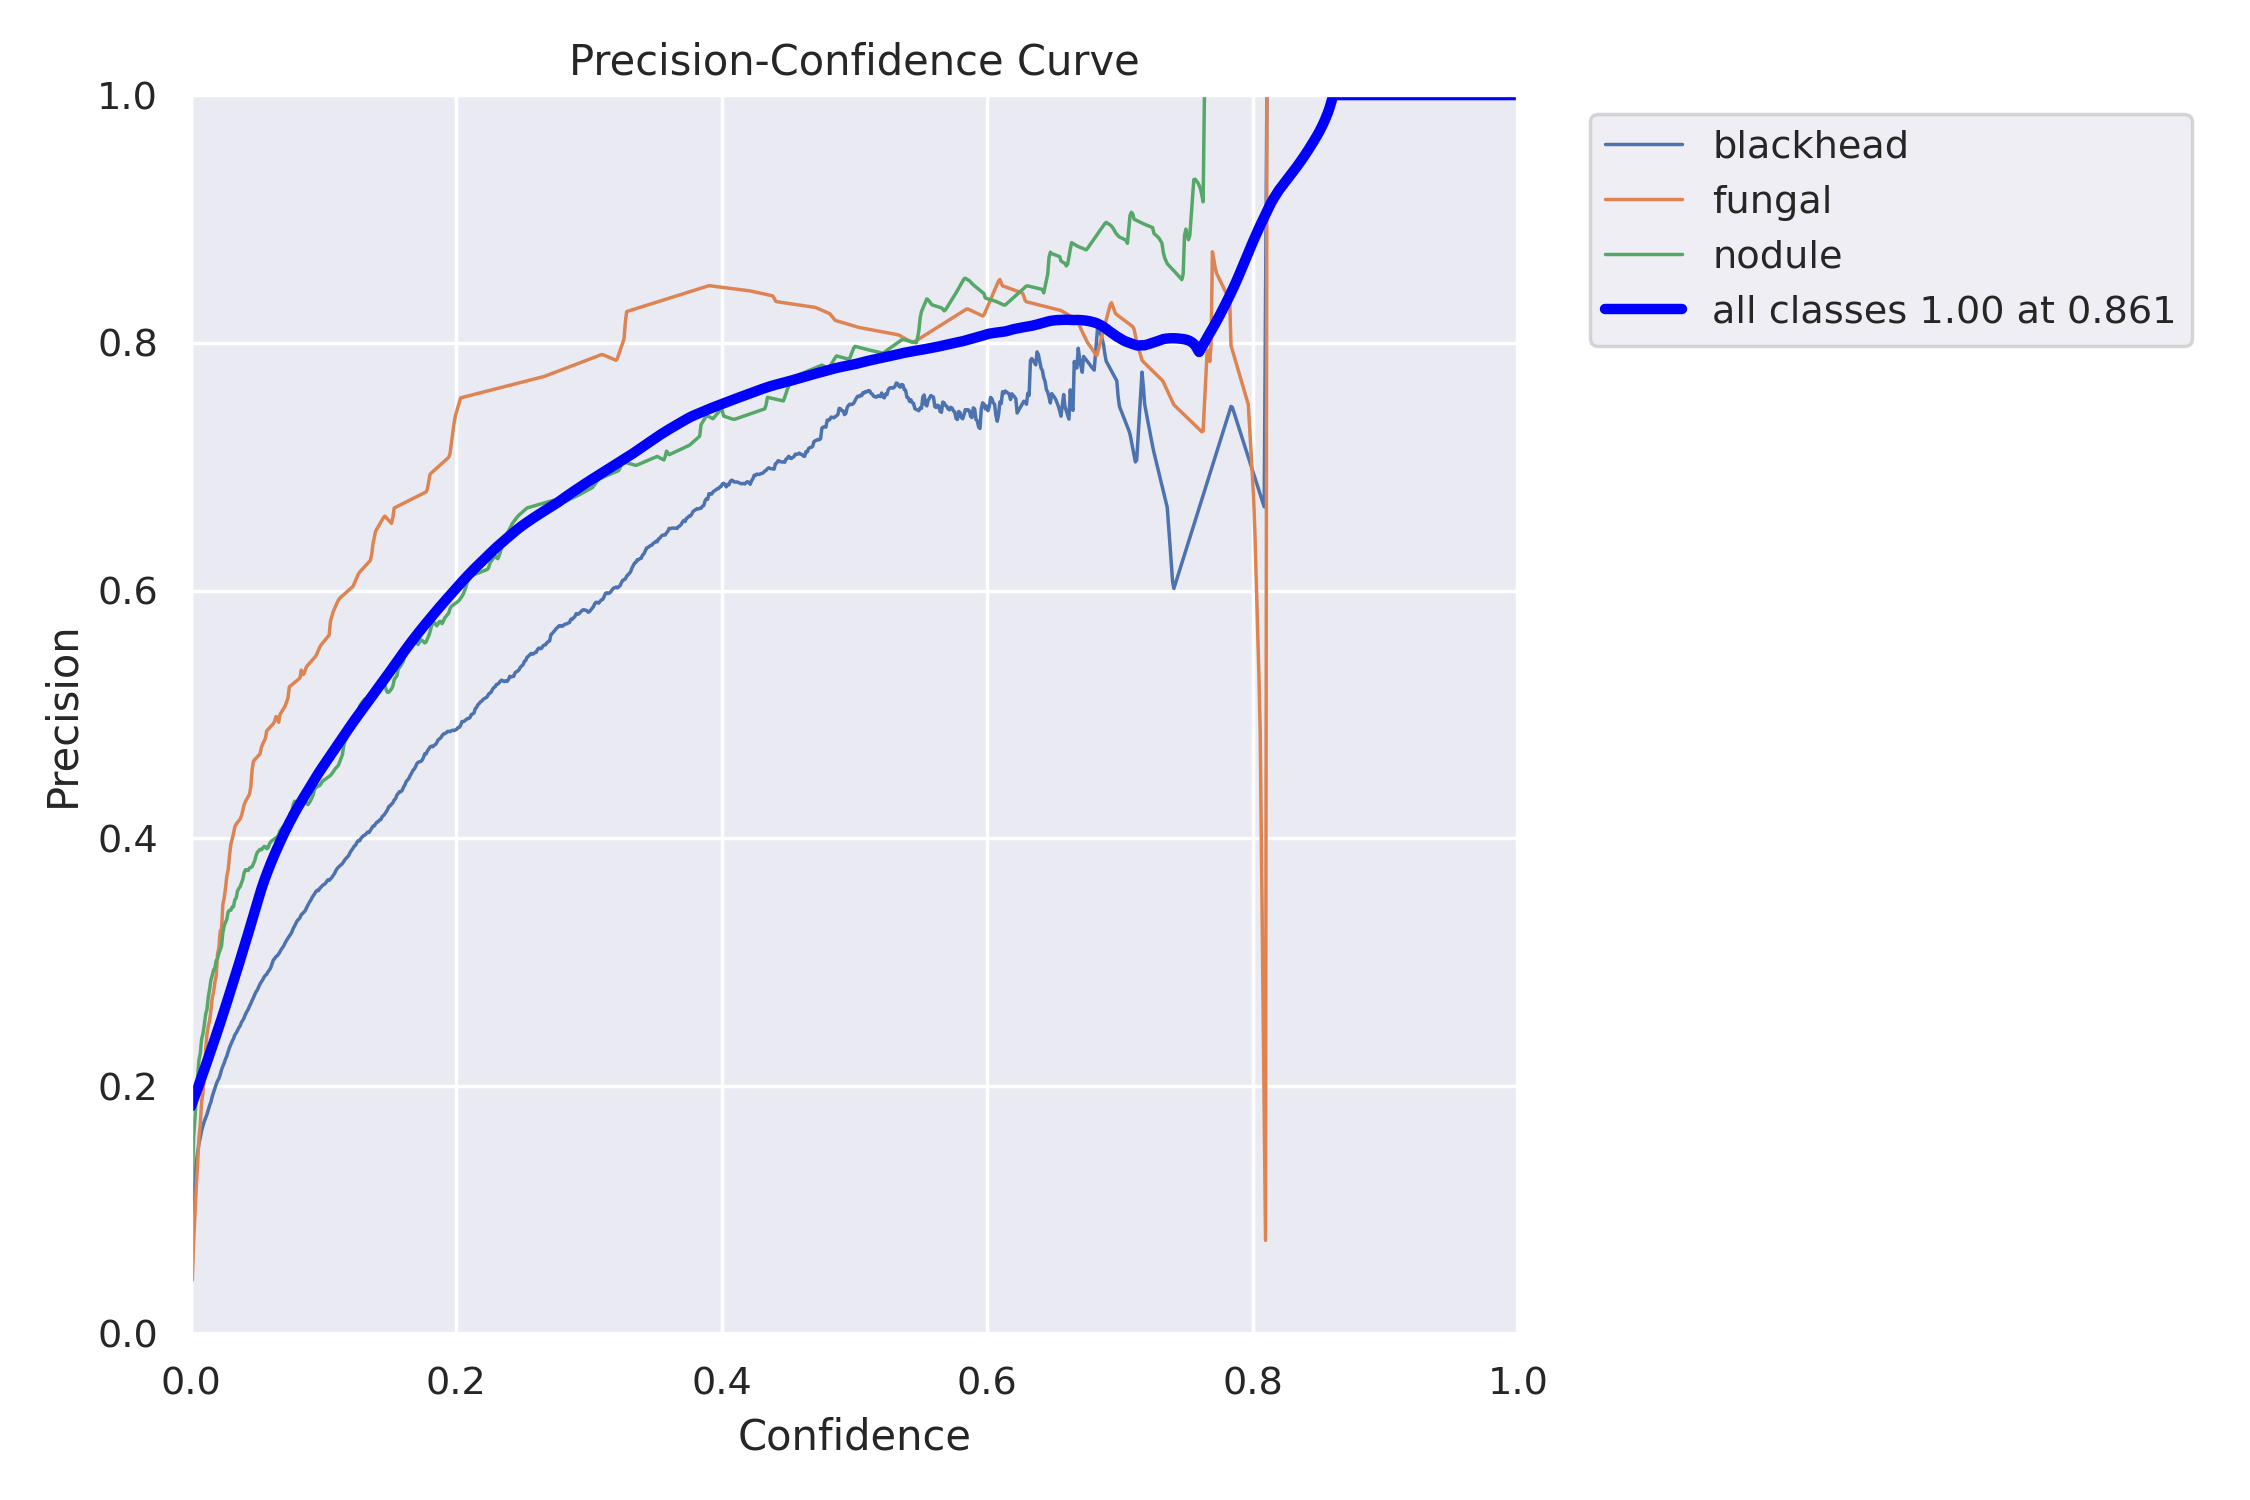 Precision-Confidence Curve
1.0
0.8
0.6
0.4
0.2
0.0
Precision
0.0 0.2 0.4 0.6 0.8 1.0
Confidence
blackhead
fungal
nodule
all classes 1.00 at 0.861